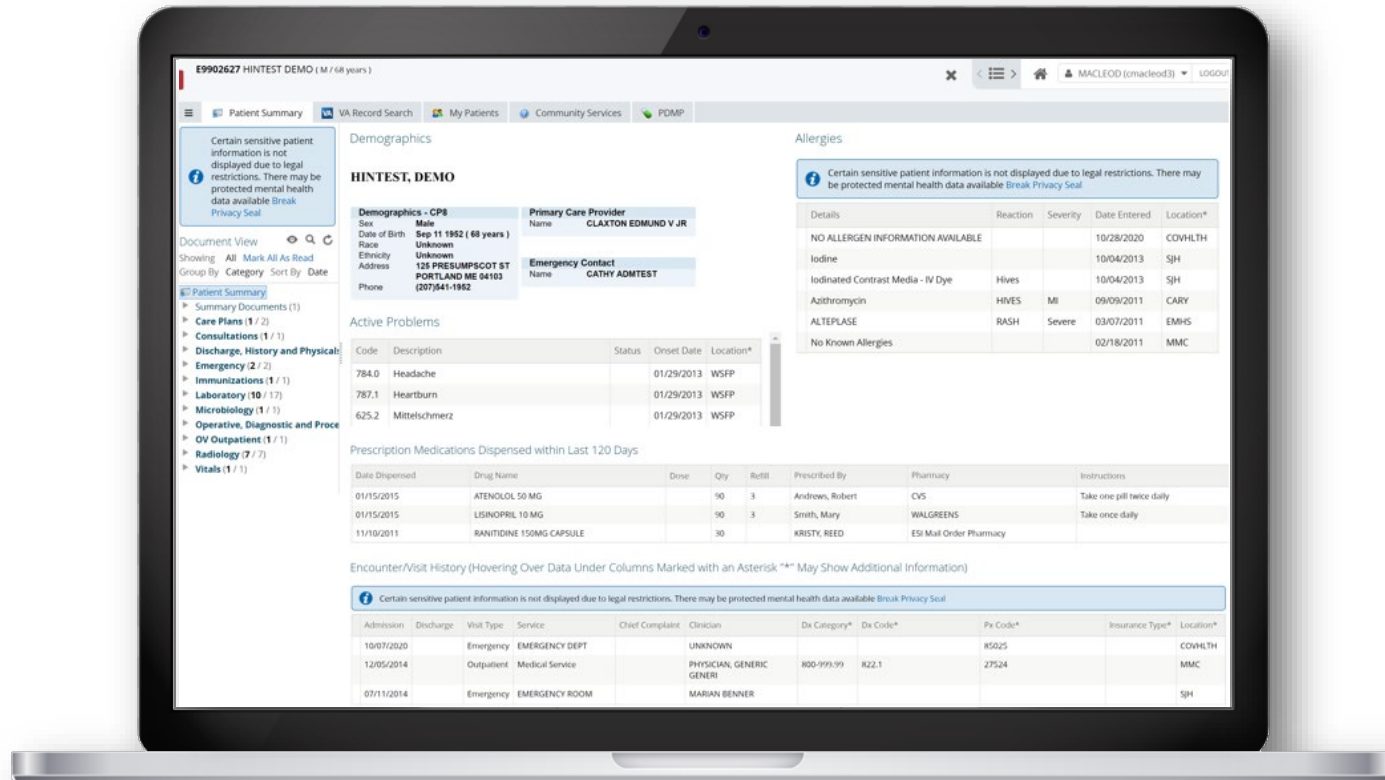 E9902627 HINTEST DEMO ( M / 68 years )
MACLEOD (cmacleod3) LOGOUT
Patient Summary VA VA Record Search My Patients Community Services PDMP
Certain sensitive patient
information is not
displayed due to legal
restrictions. There may be
protected mental health
data available Break
Privacy Seal
Document View
Showing All Mark All As Read
Group By Category Sort By Date
Patient Summary
Summary Documents (1)
Care Plans (1 / 2)
Consultations (1 / 1)
Discharge, History and Physicals
Emergency (2 / 2)
Immunizations (1 / 1)
Laboratory (10 / 17)
Microbiology (1 / 1)
Operative, Diagnostic and Proce
OV Outpatient (1 / 1)
Radiology (7 / 7)
Vitals (1 / 1)
Demographics
HINTEST, DEMO
Demographics - CP8
Sex Male
Date of Birth Sep 11 1952 ( 68 years )
Race Unknown
Ethnicity Unknown
Address 125 PRESUMPSCOT ST
PORTLAND ME 04103
Phone (207)541-1952
Primary Care Provider
Name CLAXTON EDMUND V JR
Emergency Contact
Name CATHY ADMTEST
Allergies
Certain sensitive patient information is not displayed due to legal restrictions. There may
be protected mental health data available Break Privacy Seal
Details Reaction Severity Date Entered Location*
NO ALLERGEN INFORMATION AVAILABLE 10/28/2020 COVHLTH
Iodine 10/04/2013 SJH
Iodinated Contrast Media - IV Dye Hives 10/04/2013 SJH
Azithromycin HIVES MI 09/09/2011 CARY
ALTEPLASE RASH Severe 03/07/2011 EMHS
No Known Allergies 02/18/2011 MMC
Active Problems
Code Description Status Onset Date Location*
784.0 Headache 01/29/2013 WSFP
787.1 Heartburn 01/29/2013 WSFP
625.2 Mittelschmerz 01/29/2013 WSFP
Prescription Medications Dispensed within Last 120 Days
Date Dispensed Drug Name Dose Qty Refill Prescribed By Pharmacy Instructions
01/15/2015 ATENOLOL 50 MG 90 3 Andrews, Robert CVS Take one pill twice daily
01/15/2015 LISINOPRIL 10 MG 90 3 Smith, Mary WALGREENS Take once daily
11/10/2011 RANITIDINE 150MG CAPSULE 30 KRISTY, REED ESI Mail Order Pharmacy
Encounter/Visit History (Hovering Over Data Under Columns Marked with an Asterisk "*" May Show Additional Information)
Certain sensitive patient information is not displayed due to legal restrictions. There may be protected mental health data available Break Privacy Seal
Admission Discharge Visit Type Service Chief Complaint Clinician Dx Category* Dx Code* Px Code* Insurance Type* Location*
10/07/2020 Emergency EMERGENCY DEPT UNKNOWN 85025 COVHLTH
12/05/2014 Outpatient Medical Service PHYSICIAN, GENERIC 800-999.99 822.1 27524 MMC
GENERI
07/11/2014 Emergency EMERGENCY ROOM MARIAN BENNER SJH